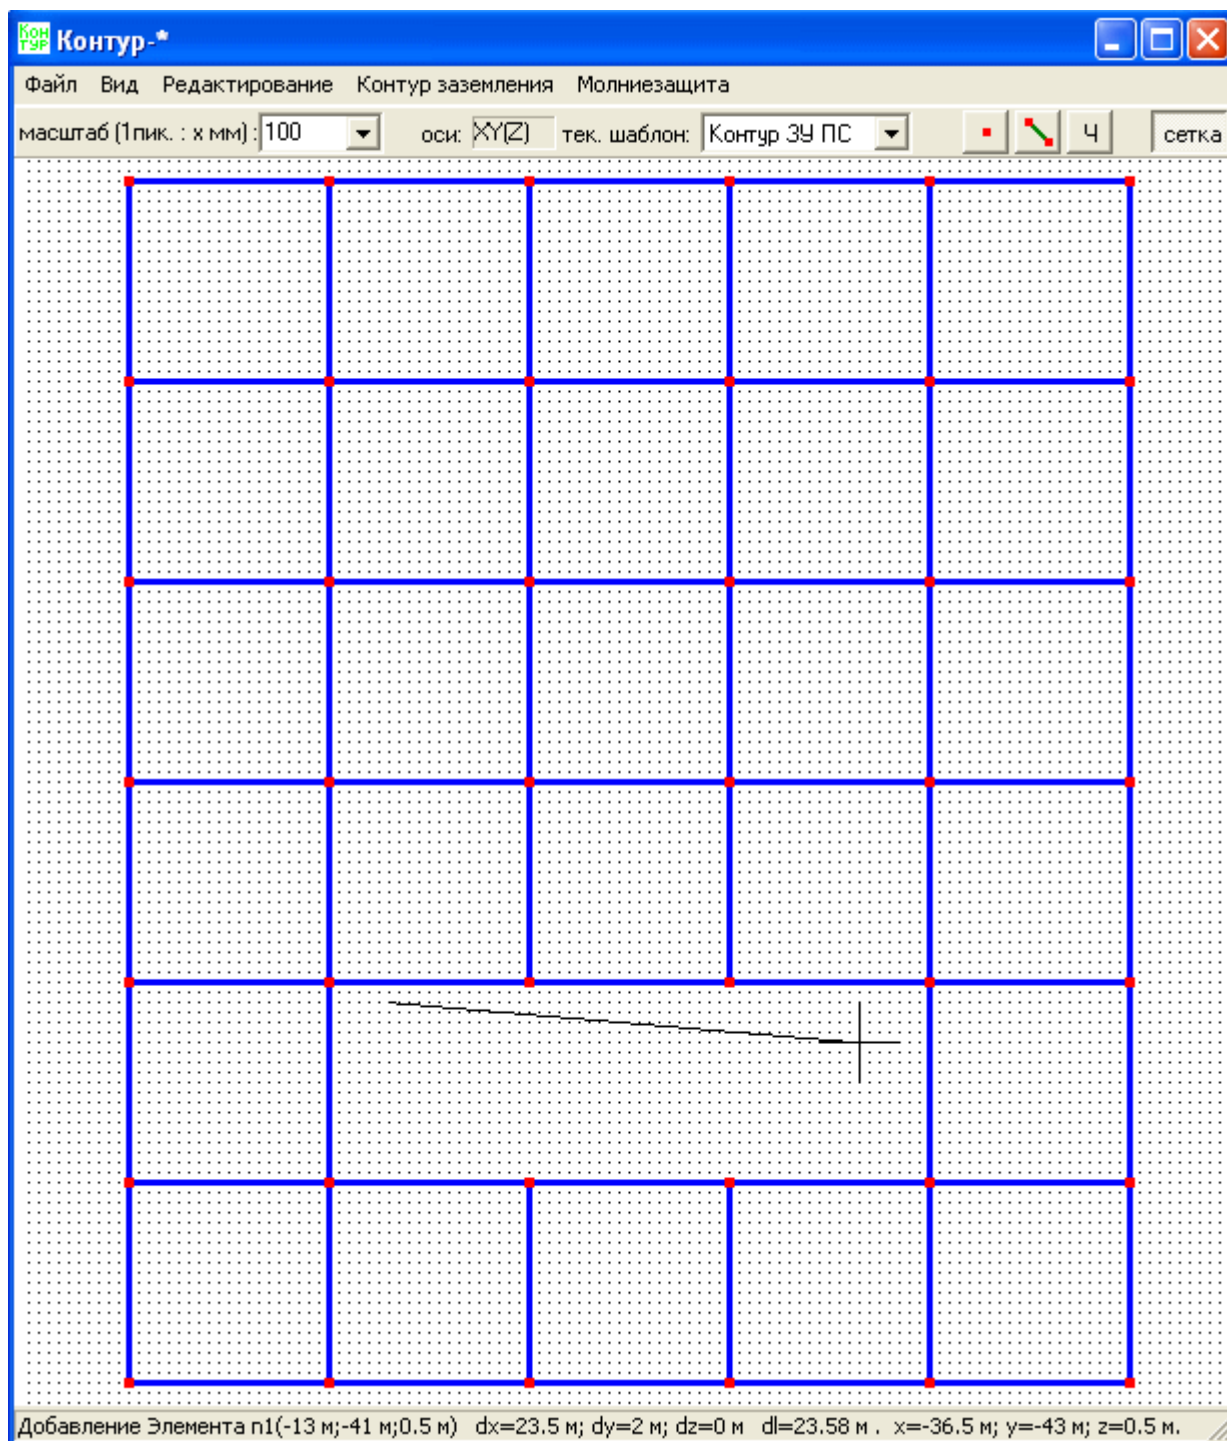 Кон
тур
Контур-*
Файл Вид Редактирование Контур заземления Молниезащита
масштаб (1пик. : x мм) : 100 оси: XY(Z) тек. шаблон: Контур ЗУ ПС Ч сетка
Добавление Элемента n1(-13 м;-41 м;0.5 м) dx=23.5 м; dy=2 м; dz=0 м dl=23.58 м . x=-36.5 м; y=-43 м; z=0.5 м.